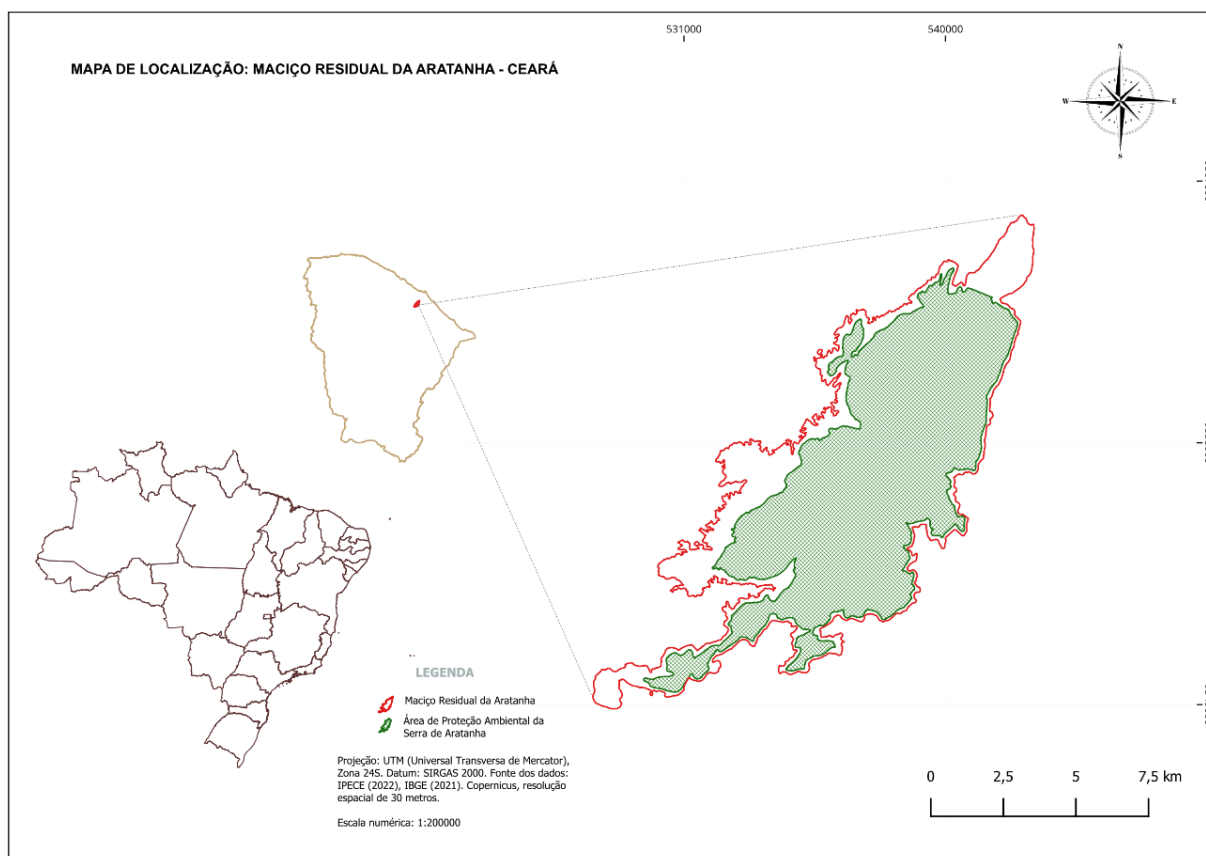 531000
540000
MAPA DE LOCALIZAÇÃO: MACIÇO RESIDUAL DA ARATANHA - CEARÁ
N
W
E
S
LEGENDA
Maciço Residual da Aratanha
Área de Proteção Ambiental da
Serra de Aratanha
Projeção: UTM (Universal Transversa de Mercator),
Zona 24S. Datum: SIRGAS 2000. Fonte dos dados:
IPECE (2022), IBGE (2021). Copernicus, resolução
espacial de 30 metros.
Escala numérica: 1:200000
0
2,5
5
7,5 km